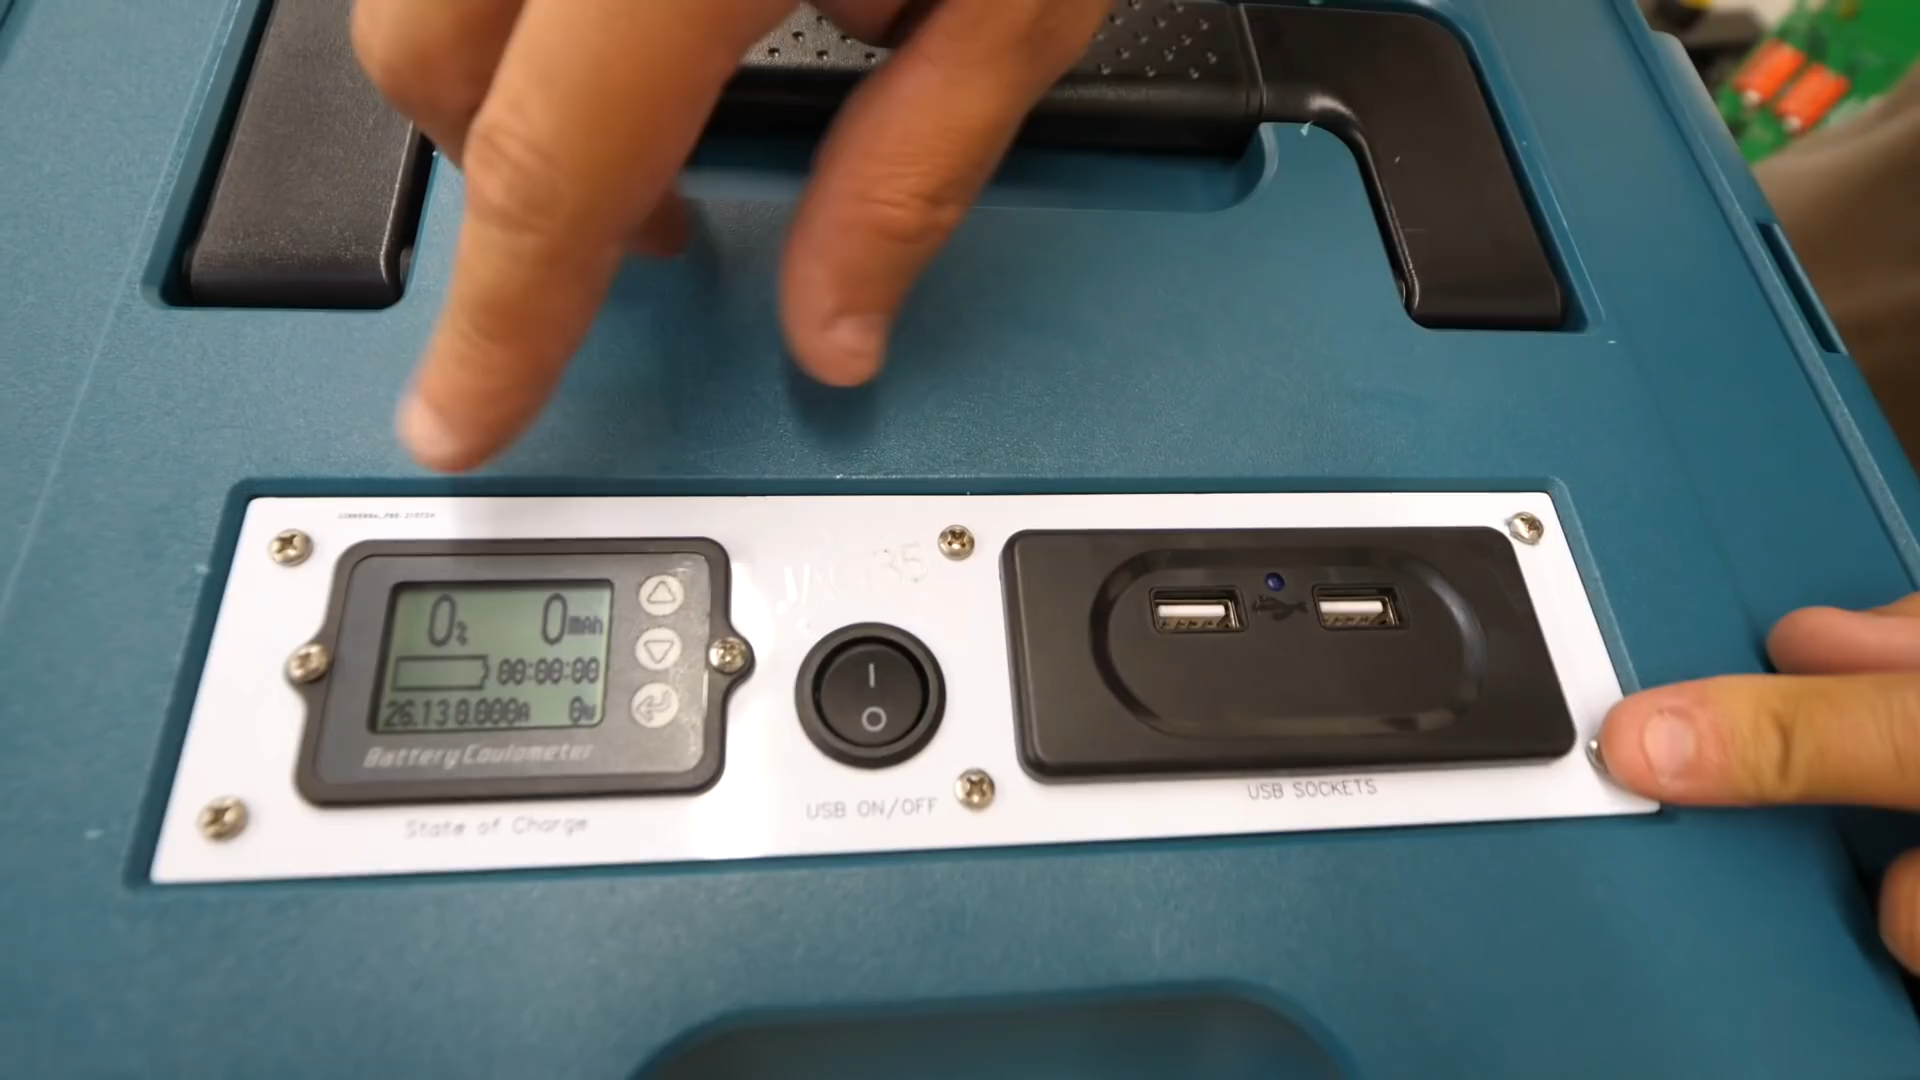 JAG35
0% 0mAh
00:00:00
26.13 0.000A 0w
Battery Coulometer
State of Charge
USB ON/OFF
USB SOCKETS